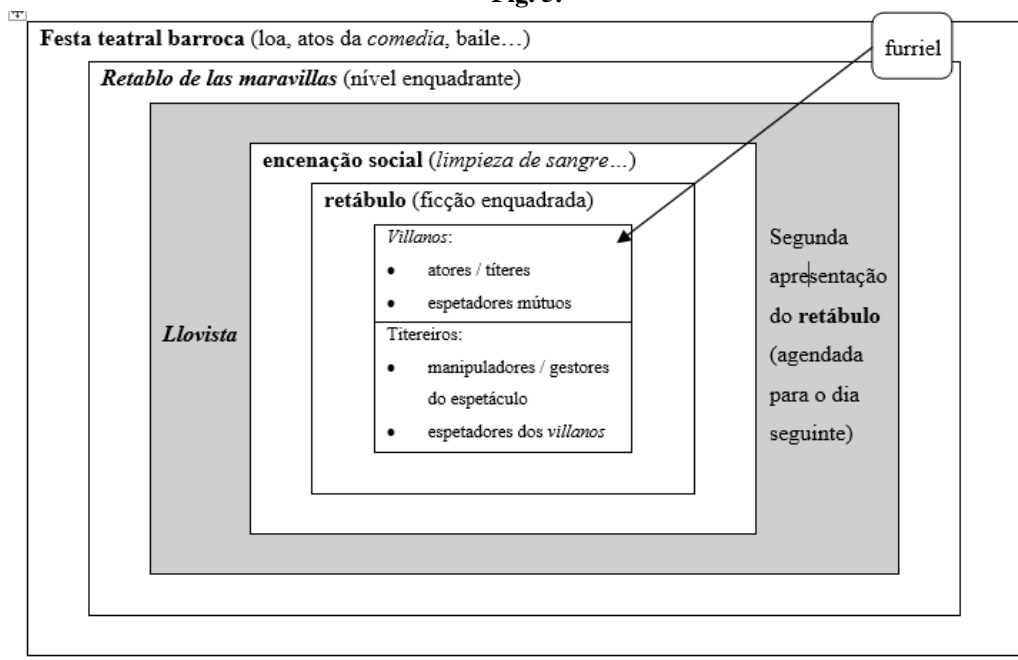 Festa teatral barroca (loa, atos da comedia, baile…)
furriel
Retablo de las maravillas (nível enquadrante)
encenação social (limpieza de sangre…)
retábulo (ficção enquadrada)
Villanos:
• atores / títeres
• espetadores mútuos
Titereiros:
• manipuladores / gestores
do espetáculo
• espetadores dos villanos
Llovista
Segunda
apresentação
do retábulo
(agendada
para o dia
seguinte)